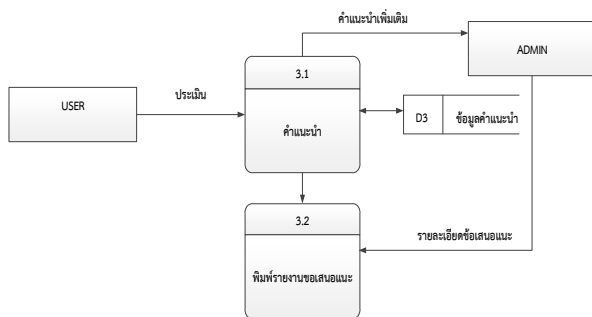 คำแนะนำเพิ่มเติม
ADMIN
3.1
USER
ประเมิน
คำแนะนำ
D3
ข้อมูลคำแนะนำ
3.2
รายละเอียดข้อเสนอแนะ
พิมพ์รายงานขอเสนอแนะ